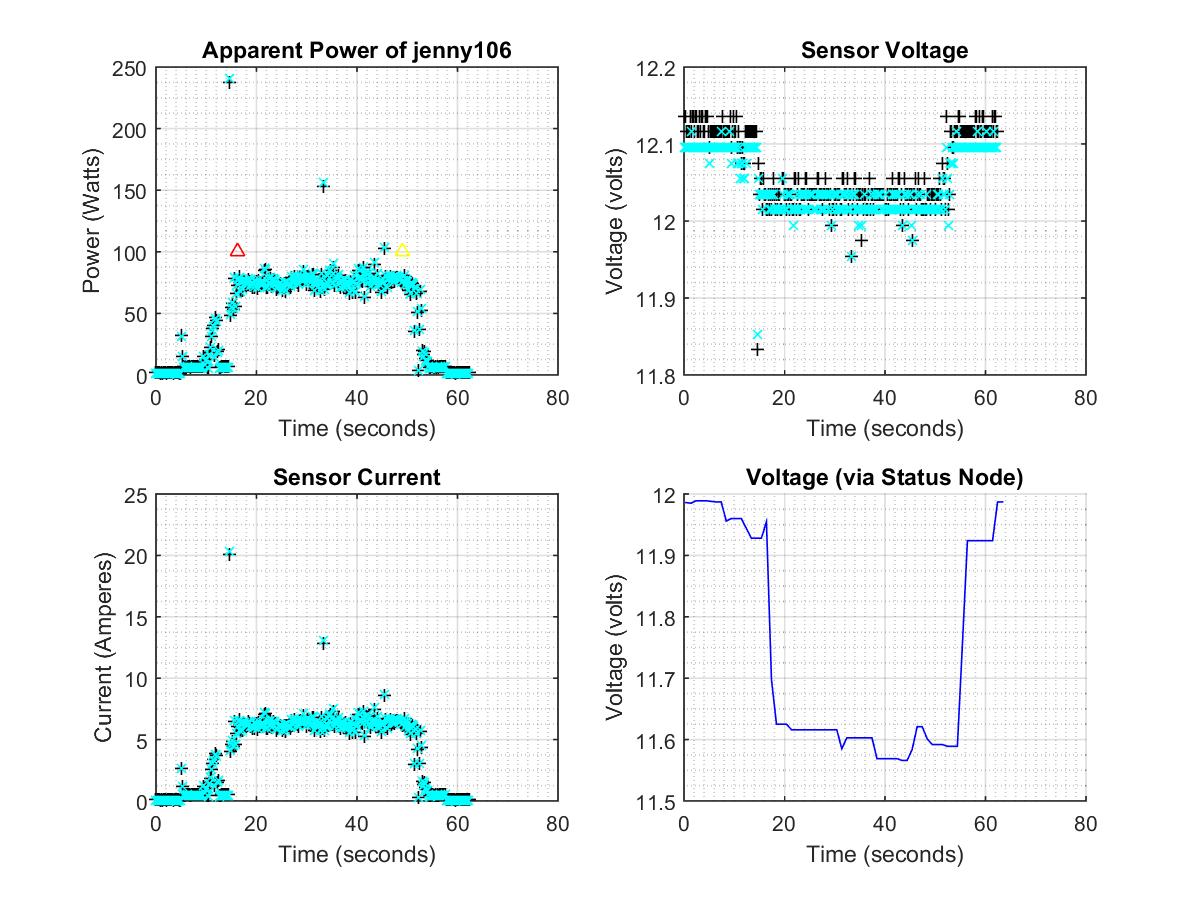 Apparent Power of jenny106
250
200
150
100
50
0
Power (Watts)
0 20 40 60 80
Time (seconds)
Sensor Voltage
12.2
12.1
12
11.9
11.8
Voltage (volts)
0 20 40 60 80
Time (seconds)
Sensor Current
25
20
15
10
5
0
Current (Amperes)
0 20 40 60 80
Time (seconds)
Voltage (via Status Node)
12
11.9
11.8
11.7
11.6
11.5
Voltage (volts)
0 20 40 60 80
Time (seconds)